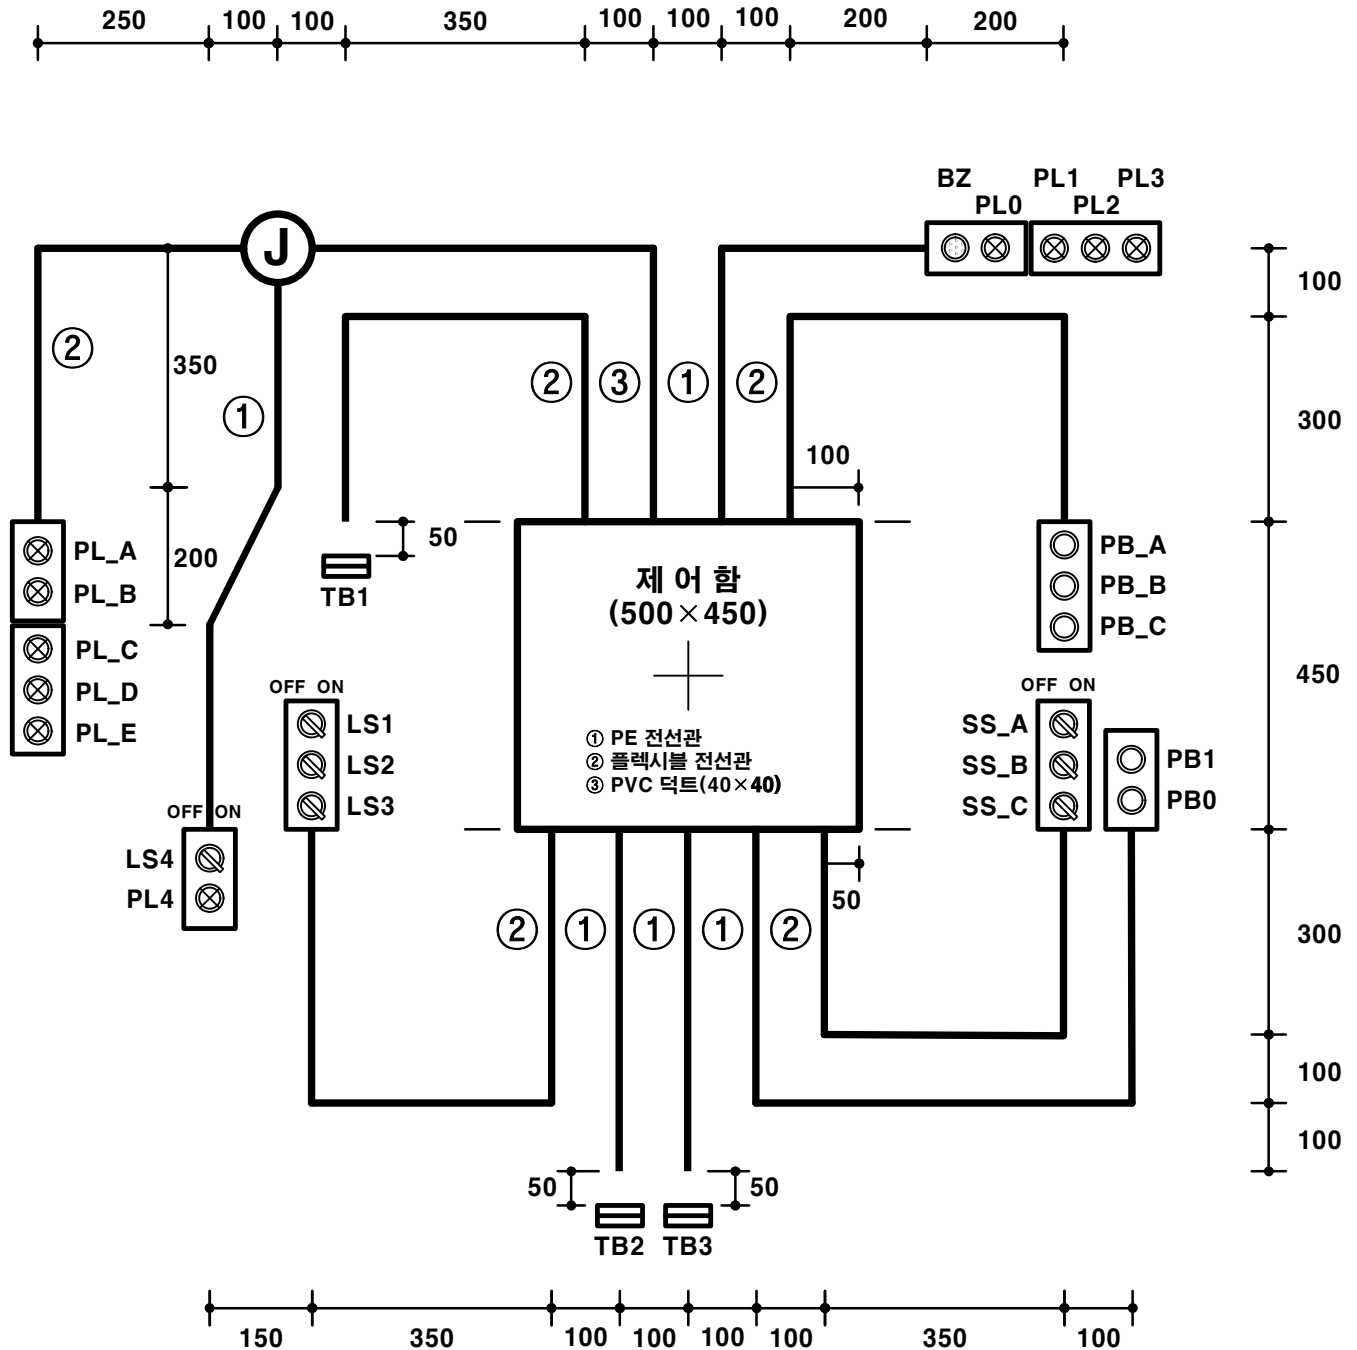 250 100 100 350 100 100 100 200 200
BZ PL1 PL3
PL0 PL2
J
100
②
350
②
③
①
②
①
300
100
50
PL_A
PL_B
200
TB1
제 어 함
(500×450)
PB_A
PB_B
PB_C
PL_C
PL_D
PL_E
OFF ON
LS1
LS2
LS3
450
OFF ON
SS_A
SS_B
SS_C
① PE 전선관
② 플렉시블 전선관
③ PVC 덕트(40×40)
PB1
PB0
OFF ON
LS4
PL4
50
②
①
①
①
②
300
100
100
50
50
TB2 TB3
150 350 100 100 100 100 350 100